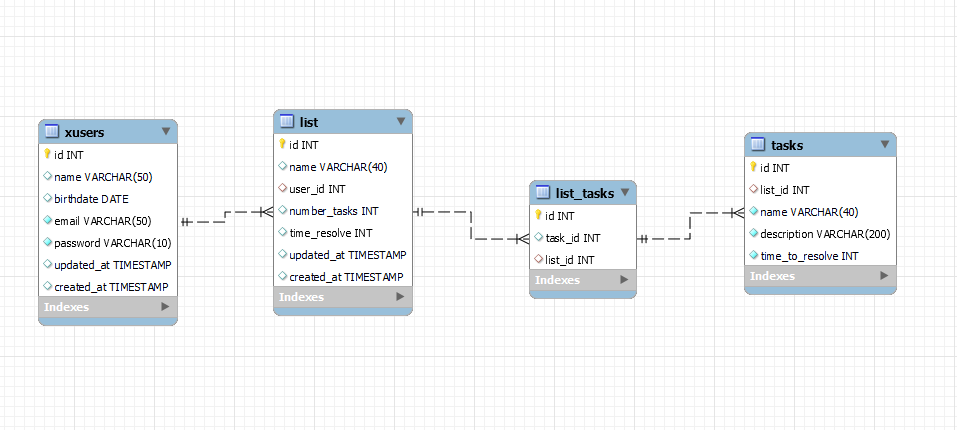 xusers
id INT
name VARCHAR(50)
birthdate DATE
email VARCHAR(50)
password VARCHAR(10)
updated_at TIMESTAMP
created_at TIMESTAMP
Indexes
list
id INT
name VARCHAR(40)
user_id INT
number_tasks INT
time_resolve INT
updated_at TIMESTAMP
created_at TIMESTAMP
Indexes
list_tasks
id INT
task_id INT
list_id INT
Indexes
tasks
id INT
list_id INT
name VARCHAR(40)
description VARCHAR(200)
time_to_resolve INT
Indexes